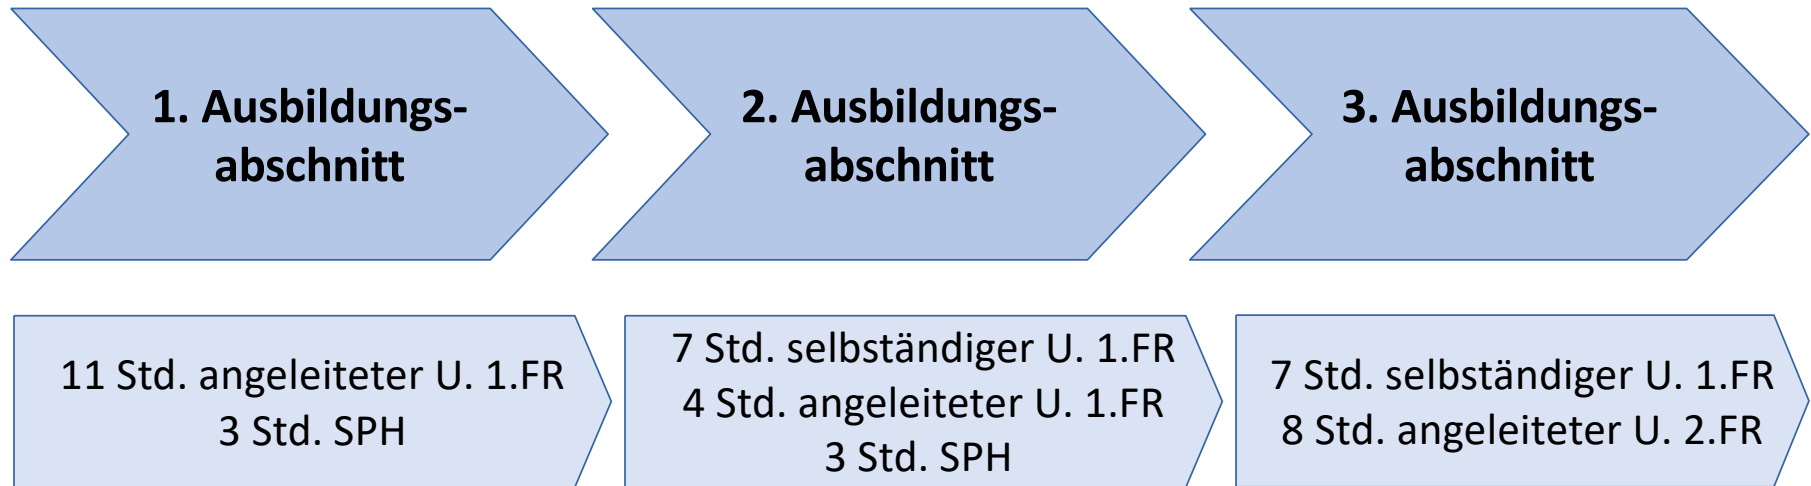 1. Ausbildungs-
abschnitt
2. Ausbildungs-
abschnitt
3. Ausbildungs-
abschnitt
11 Std. angeleiteter U. 1.FR
3 Std. SPH
7 Std. selbständiger U. 1.FR
4 Std. angeleiteter U. 1.FR
3 Std. SPH
7 Std. selbständiger U. 1.FR
8 Std. angeleiteter U. 2.FR